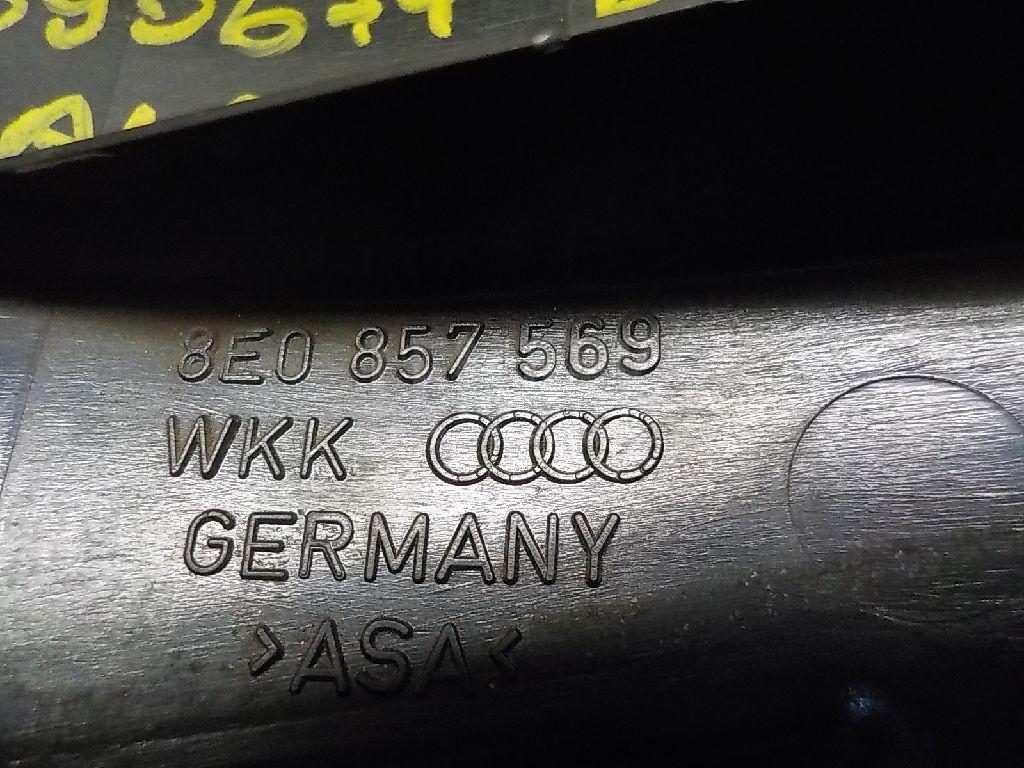 8E0 857 569
WKK
GERMANY
>ASA<